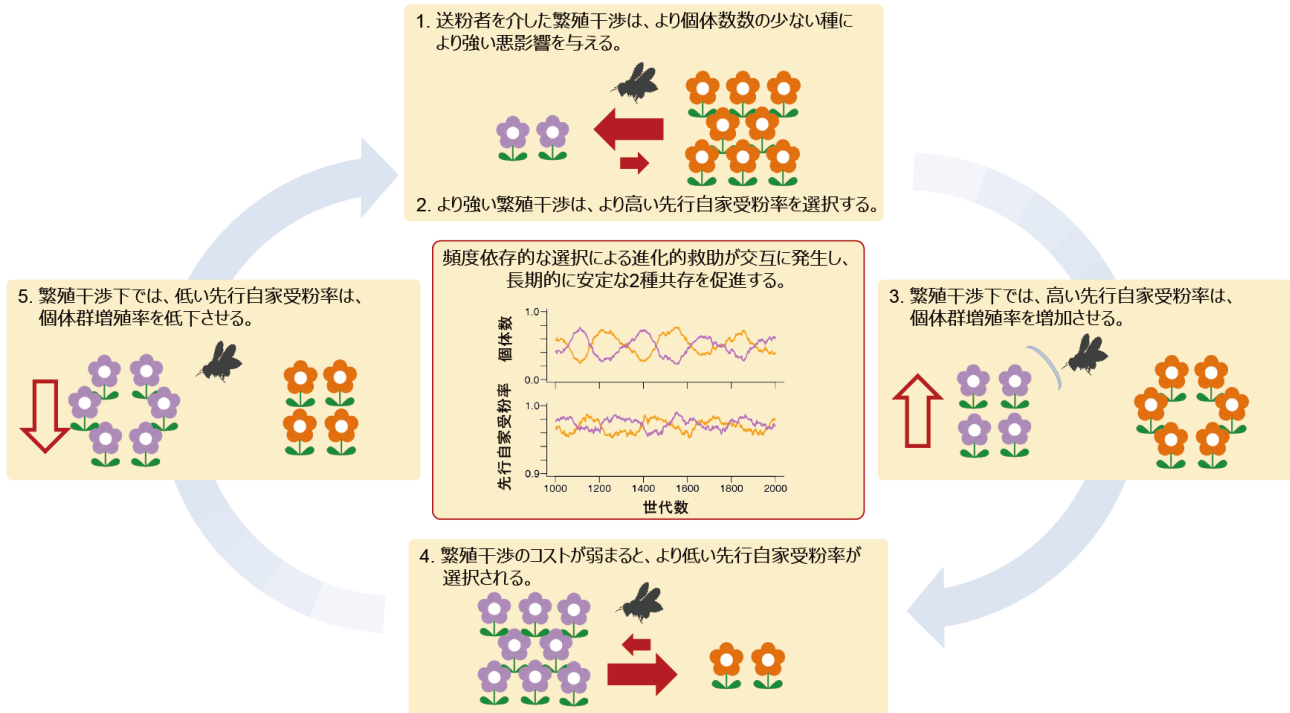 1. 送粉者を介した繁殖干渉は、より個体数数の少ない種に
より強い悪影響を与える。
2. より強い繁殖干渉は、より高い先行自家受粉率を選択する。
頻度依存的な選択による進化的救助が交互に発生し、
長期的に安定な2種共存を促進する。
個体数
1.0
0.0
先行自家受粉率
1.0
0.9
1000 1200 1400 1600 1800 2000
世代数
3. 繁殖干渉下では、高い先行自家受粉率は、
個体群増殖率を増加させる。
4. 繁殖干渉のコストが弱まると、より低い先行自家受粉率が
選択される。
5. 繁殖干渉下では、低い先行自家受粉率は、
個体群増殖率を低下させる。